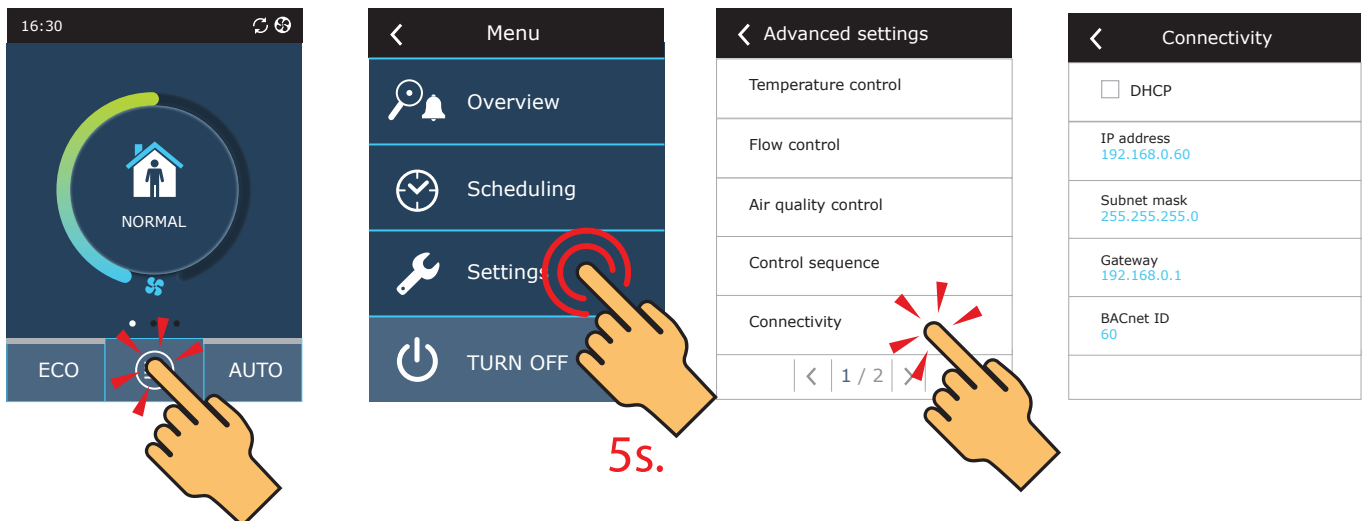 16:30
NORMAL
ECO
AUTO
Menu
Overview
Scheduling
Settings
TURN OFF
5s.
Advanced settings
Temperature control
Flow control
Air quality control
Control sequence
Connectivity
1 / 2
Connectivity
DHCP
IP address
192.168.0.60
Subnet mask
255.255.255.0
Gateway
192.168.0.1
BACnet ID
60